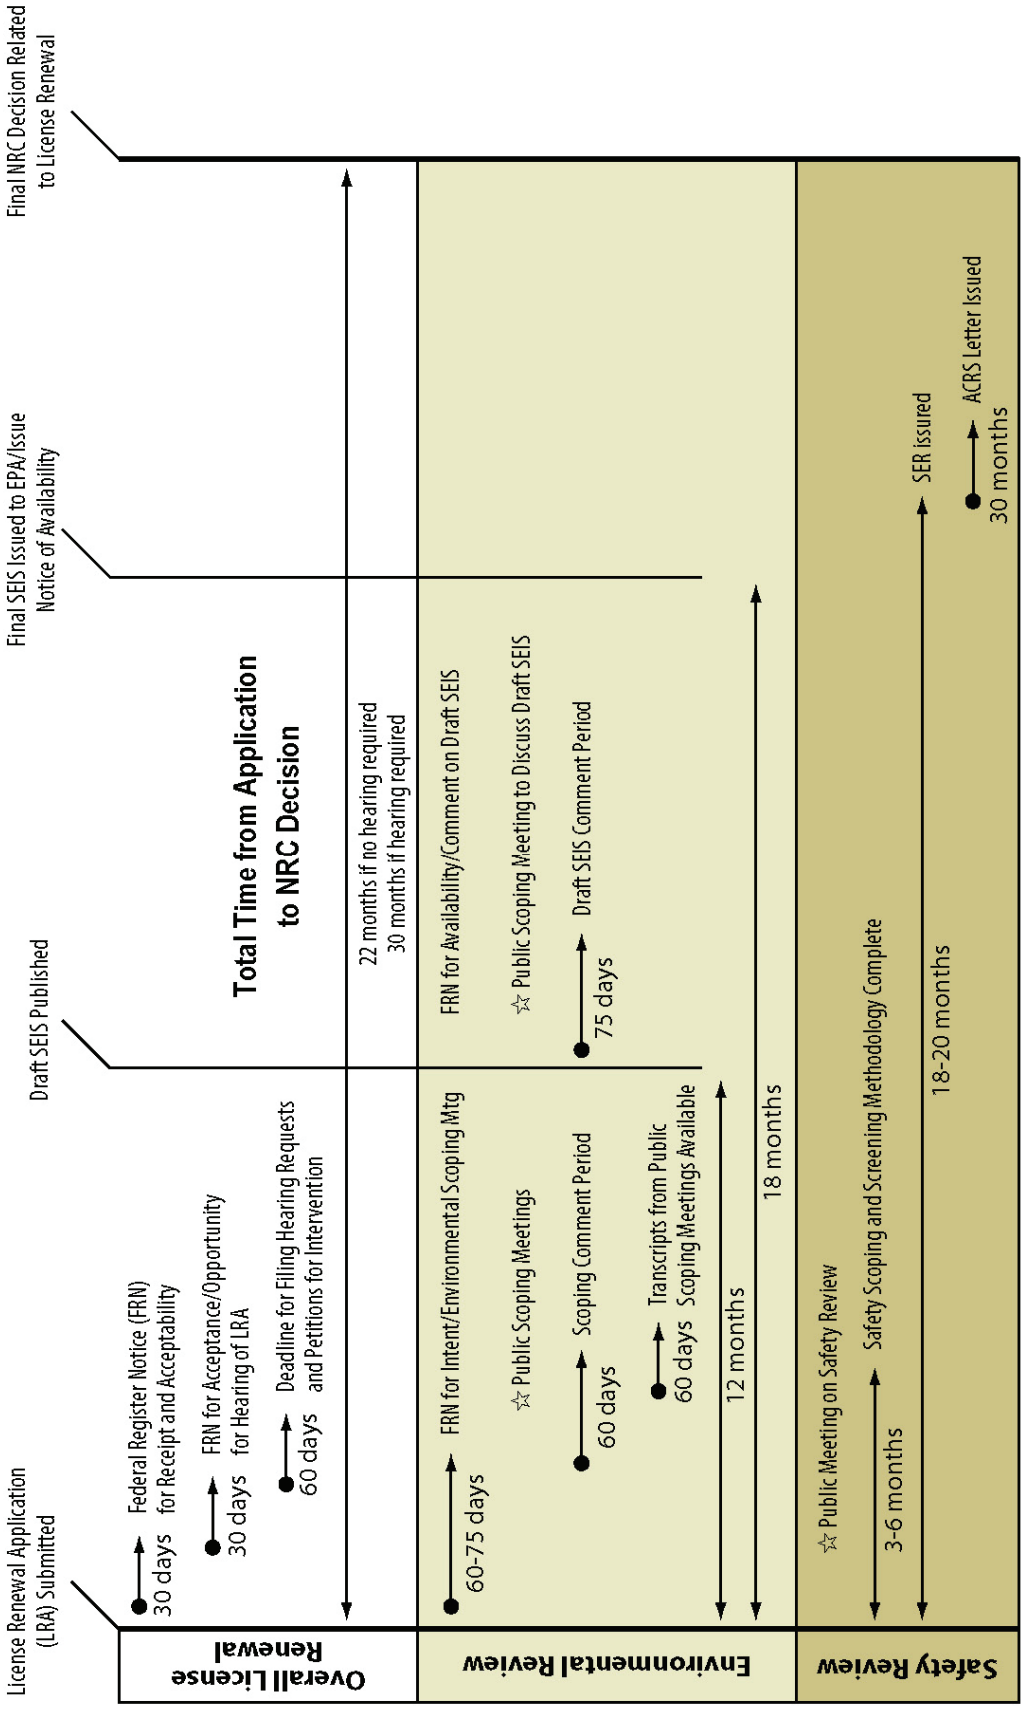 License Renewal Application
(LRA) Submitted
Draft SEIS Published
Final SEIS Issued to EPA/Issue
Notice of Availability
Final NRC Decision Related
to License Renewal
Overall License
Renewal
Federal Register Notice (FRN)
for Receipt and Acceptability
30 days
FRN for Acceptance/Opportunity
for Hearing of LRA
30 days
Deadline for Filing Hearing Requests
and Petitions for Intervention
60 days
Total Time from Application
to NRC Decision
22 months if no hearing required
30 months if hearing required
Environmental Review
FRN for Intent/Environmental Scoping Mtg
60-75 days
☆ Public Scoping Meetings
Scoping Comment Period
60 days
Transcripts from Public
Scoping Meetings Available
60 days
12 months
18 months
FRN for Availability/Comment on Draft SEIS
☆ Public Scoping Meeting to Discuss Draft SEIS
Draft SEIS Comment Period
75 days
Safety Review
☆ Public Meeting on Safety Review
Safety Scoping and Screening Methodology Complete
3-6 months
18-20 months
SER issued
ACRS Letter Issued
30 months